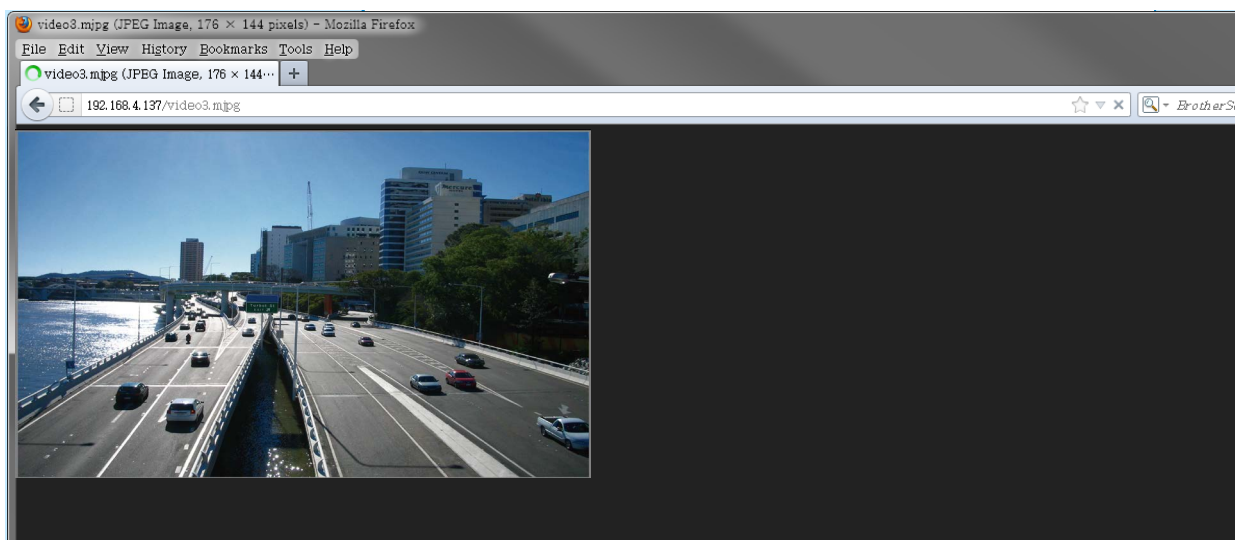 video3.mjpg (JPEG Image, 176 × 144 pixels) - Mozilla Firefox
File Edit View History Bookmarks Tools Help
video3.mjpg (JPEG Image, 176 × 144...
192.168.4.137/video3.mjpg
Mercure